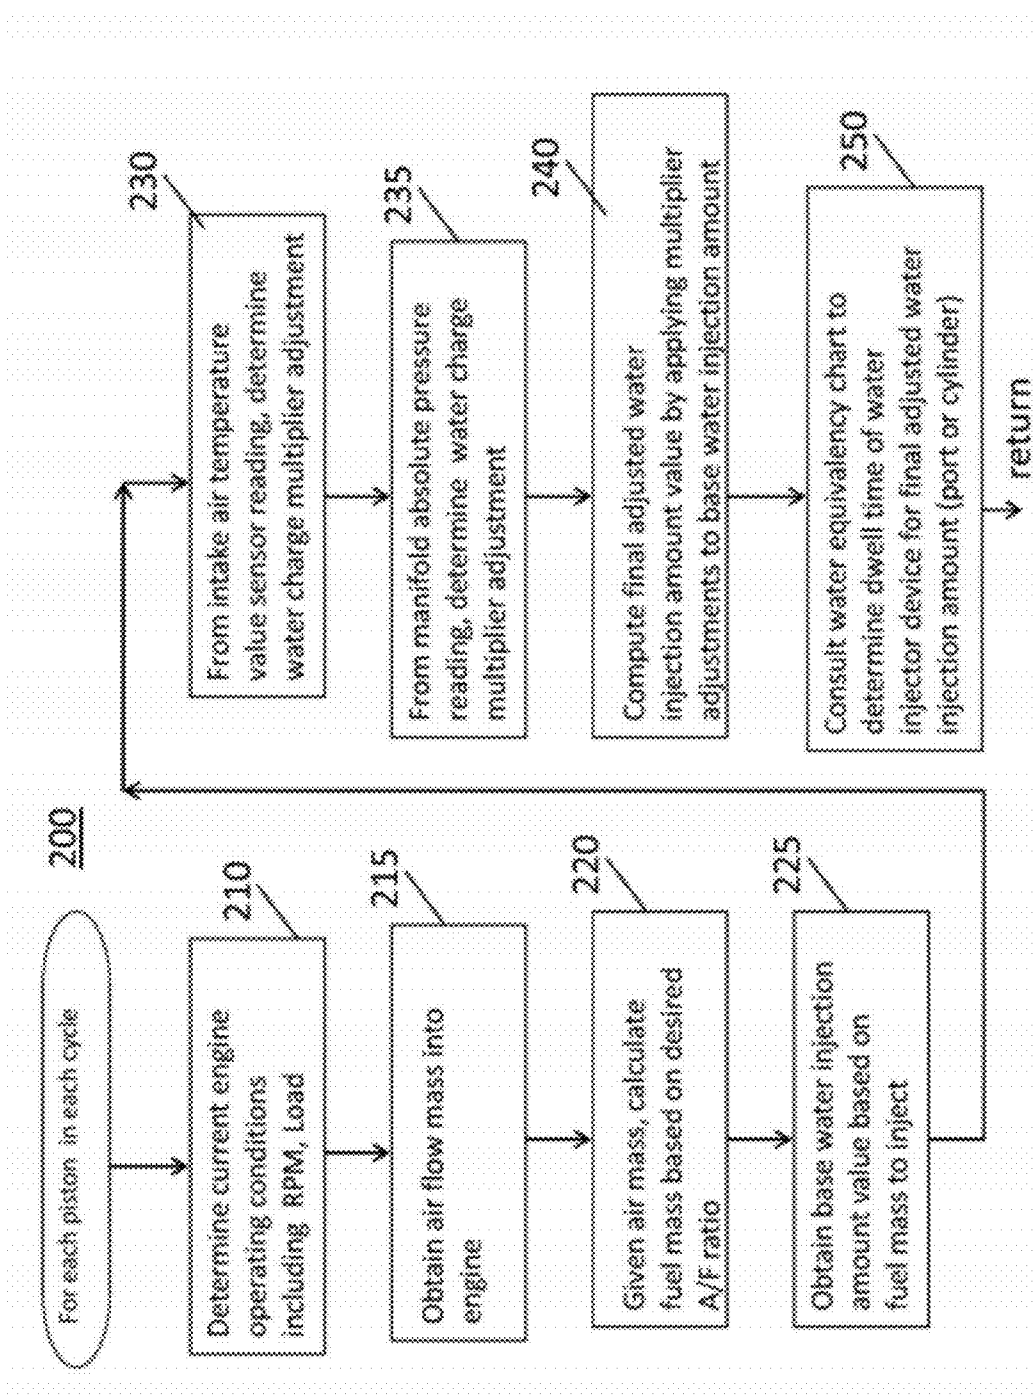 200
For each piston in each cycle
210
Determine current engine
operating conditions
including RPM, Load
215
Obtain air flow mass into
engine
220
Given air mass, calculate
fuel mass based on desired
A/F ratio
225
Obtain base water injection
amount value based on
fuel mass to inject
230
From intake air temperature
value sensor reading, determine
water charge multiplier adjustment
235
From manifold absolute pressure
reading, determine water charge
multiplier adjustment
240
Compute final adjusted water
injection amount value by applying multiplier
adjustments to base water injection amount
250
Consult water equivalency chart to
determine dwell time of water
injector device for final adjusted water
injection amount (port or cylinder)
return